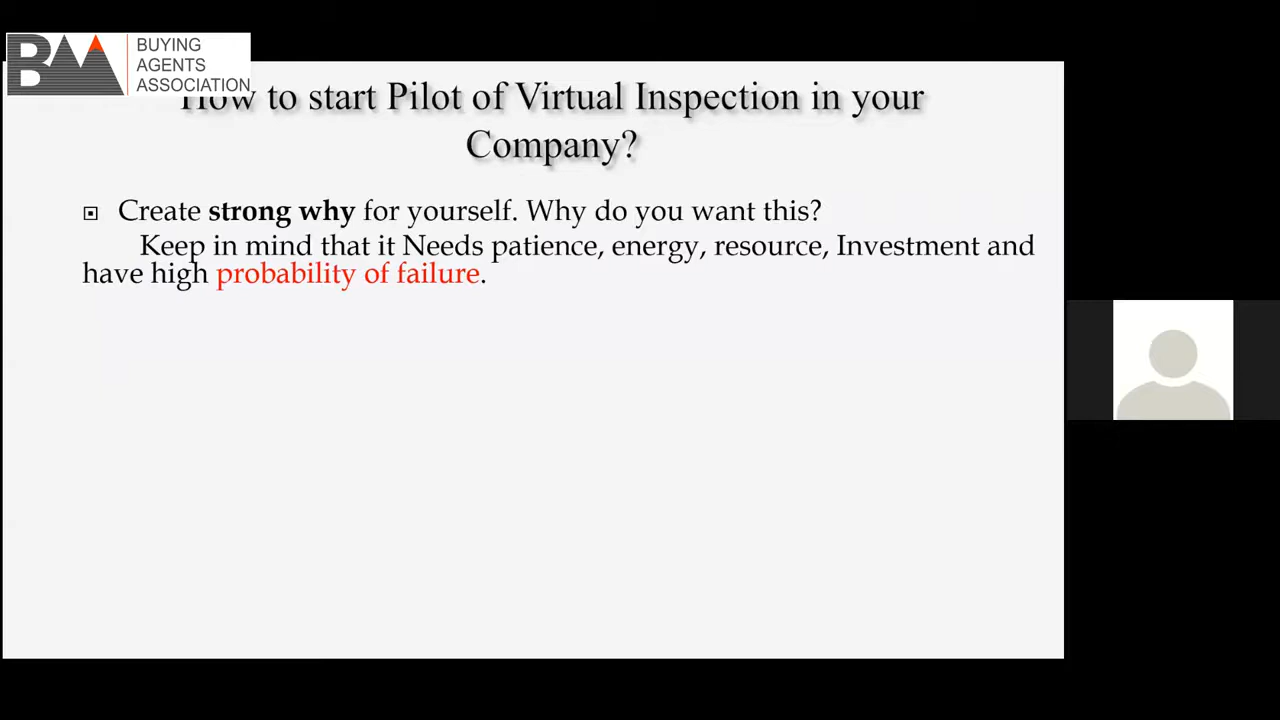 BAA
BUYING
AGENTS
ASSOCIATION
How to start Pilot of Virtual Inspection in your
Company?
Create strong why for yourself. Why do you want this?
Keep in mind that it Needs patience, energy, resource, Investment and
have high probability of failure.